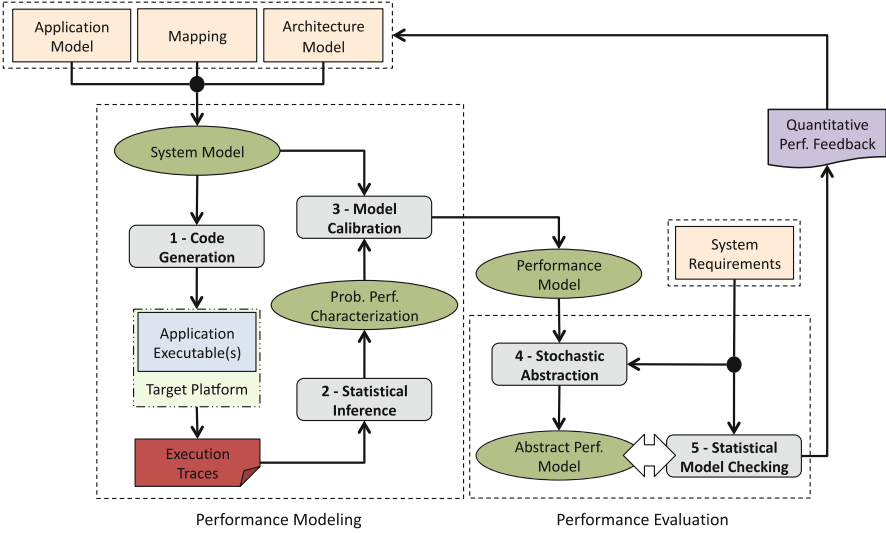 Application
Model
Mapping
Architecture
Model
System Model
1 - Code
Generation
Application
Executable(s)
Target Platform
Execution
Traces
2 - Statistical
Inference
Prob. Perf.
Characterization
3 - Model
Calibration
Performance
Model
System
Requirements
4 - Stochastic
Abstraction
Abstract Perf.
Model
5 - Statistical
Model Checking
Quantitative
Perf. Feedback
Performance Modeling
Performance Evaluation